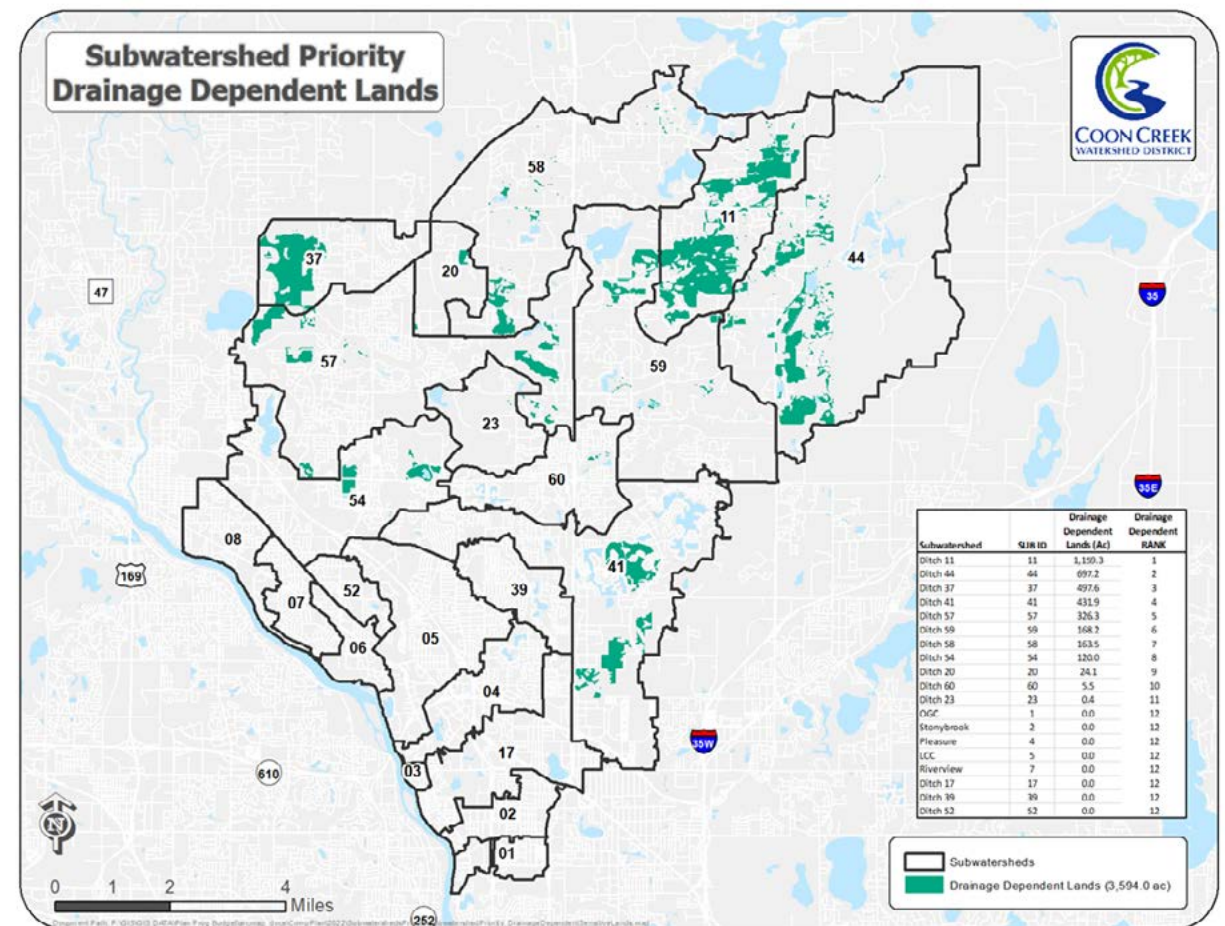 Subwatershed Priority
Drainage Dependent Lands
COON CREEK
WATERSHED DISTRICT
58
11
44
37
20
47
35
57
59
23
60
35E
54
08
41
169
52
39
07
05
06
04
35W
17
03
610
02
01
252
Subwatershed SUB ID Drainage Dependent Lands (Ac) Drainage Dependent RANK
Ditch 11 11 1
Ditch 44 44 697.2 2
Ditch 37 37 497.6 3
Ditch 41 41 431.9 4
Ditch 57 57 326.3 5
Ditch 59 59 168.2 6
Ditch 58 58 163.5 7
Ditch 54 54 120.0 8
Ditch 20 20 24.1 9
Ditch 60 60 5.5 10
Ditch 23 23 0.4 11
OGC 1 0.0 12
Stonybrook 2 0.0 12
Pleasure 4 0.0 12
LCC 5 0.0 12
Riverview 7 0.0 12
Ditch 17 17 0.0 12
Ditch 39 39 0.0 12
Ditch 52 52 0.0 12
Subwatersheds
Drainage Dependent Lands (3,594.0 ac)
N
0 1 2 4
Miles